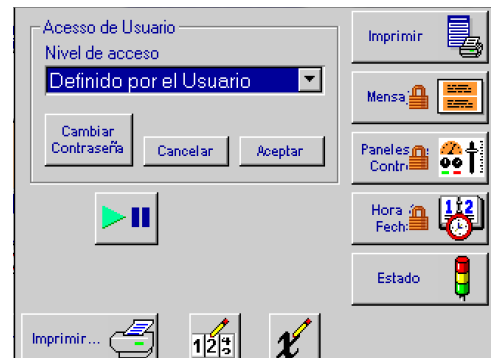 Acesso de Usuario
Nivel de acceso
Definido por el Usuario
Cambiar
Contraseña
Cancelar
Aceptar
Imprimir
Mensa
Paneles
Contr
Hora
Fech
Estado
Imprimir...